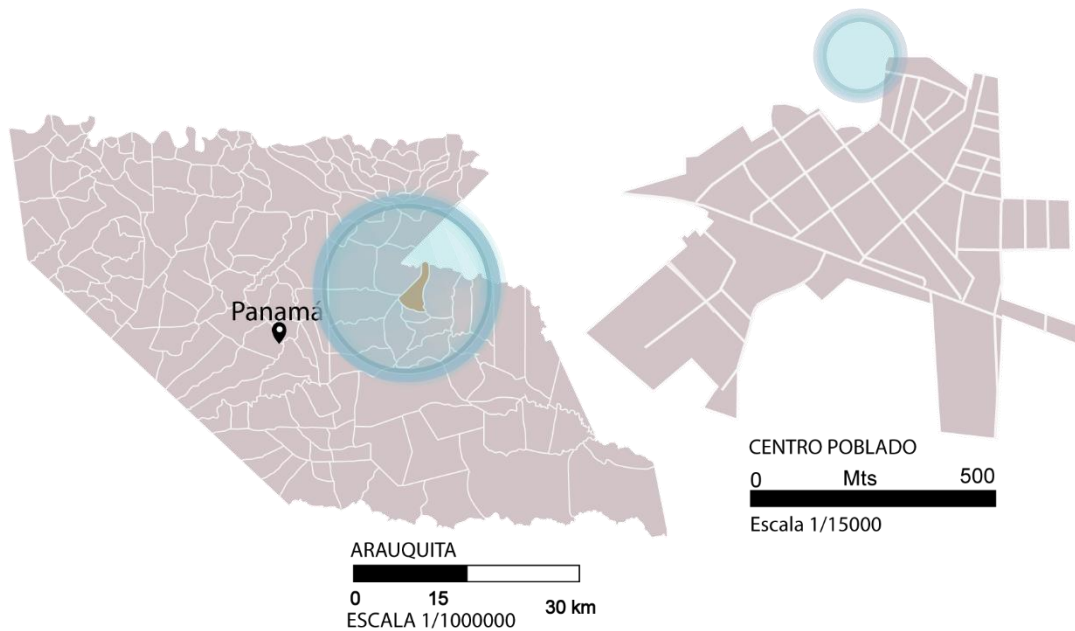 Panamá
ARAUQUITA
0 15 30 km
ESCALA 1/1000000
CENTRO POBLADO
0 Mts 500
Escala 1/15000